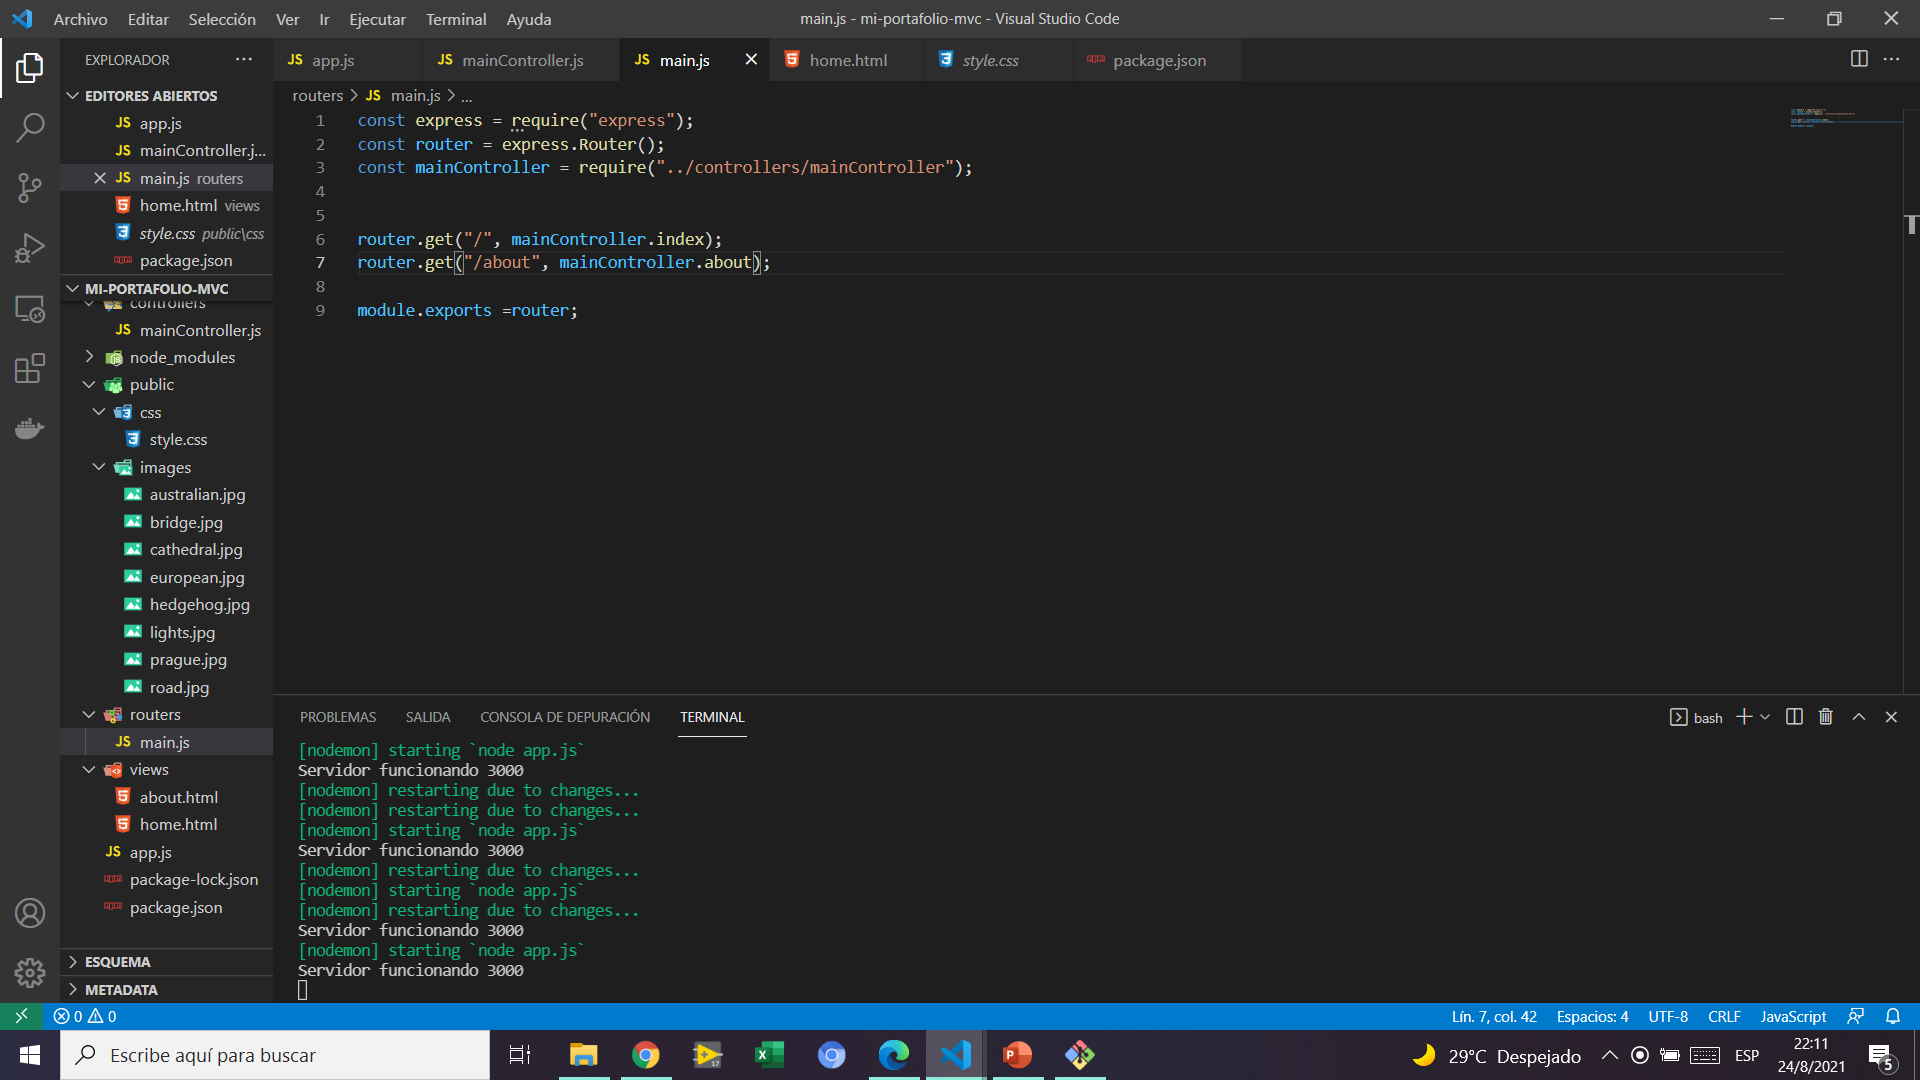 Archivo Editar Selección Ver Ir Ejecutar Terminal Ayuda
main.js - mi-portafolio-mvc - Visual Studio Code
EXPLORADOR
JS app.js
JS mainController.js
JS main.js
home.html
style.css
package.json
EDITORES ABIERTOS
JS app.js
JS mainController.j...
JS main.js routers
home.html views
style.css public\css
package.json
MI-PORTAFOLIO-MVC
controllers
JS mainController.js
node_modules
public
css
style.css
images
australian.jpg
bridge.jpg
cathedral.jpg
european.jpg
hedgehog.jpg
lights.jpg
prague.jpg
road.jpg
routers
JS main.js
views
about.html
home.html
JS app.js
package-lock.json
package.json
ESQUEMA
METADATA
routers > JS main.js > ...
1 const express = require("express");
2 const router = express.Router();
3 const mainController = require("../controllers/mainController");
4
5
6 router.get("/", mainController.index);
7 router.get("/about", mainController.about);
8
9 module.exports =router;
PROBLEMAS SALIDA CONSOLA DE DEPURACIÓN TERMINAL
bash
[nodemon] starting `node app.js`
Servidor funcionando 3000
[nodemon] restarting due to changes...
[nodemon] restarting due to changes...
[nodemon] starting `node app.js`
Servidor funcionando 3000
[nodemon] restarting due to changes...
[nodemon] starting `node app.js`
[nodemon] restarting due to changes...
Servidor funcionando 3000
[nodemon] starting `node app.js`
Servidor funcionando 3000
0 0
Lín. 7, col. 42 Espacios: 4 UTF-8 CRLF JavaScript
Escribe aquí para buscar
29°C Despejado
ESP
22:11
24/8/2021
5